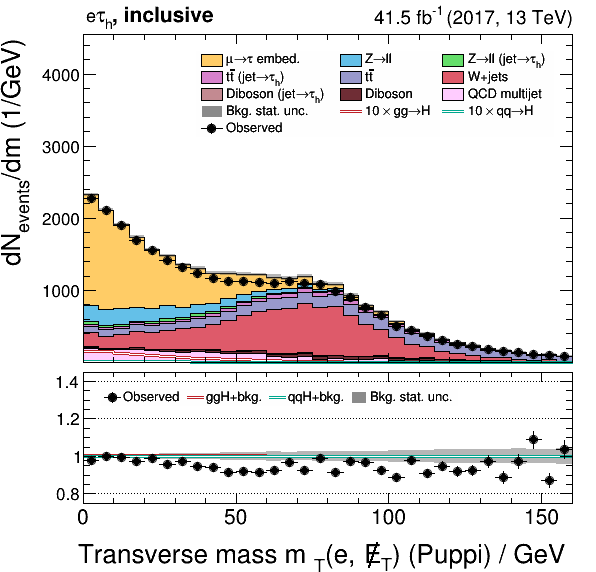 eτh, inclusive 41.5 fb⁻¹ (2017, 13 TeV)
dNevents/dm (1/GeV)
4000
3000
2000
1000
μ→τ embed. Z→ll Z→ll (jet→τh)
tt̄ (jet→τh) tt̄ W+jets
Diboson (jet→τh) Diboson QCD multijet
Bkg. stat. unc. 10 × gg→H 10 × qq→H
Observed
1.4
1.2
1
0.8
Observed ggH+bkg. qqH+bkg. Bkg. stat. unc.
0 50 100 150
Transverse mass m T(e, E̸T) (Puppi) / GeV